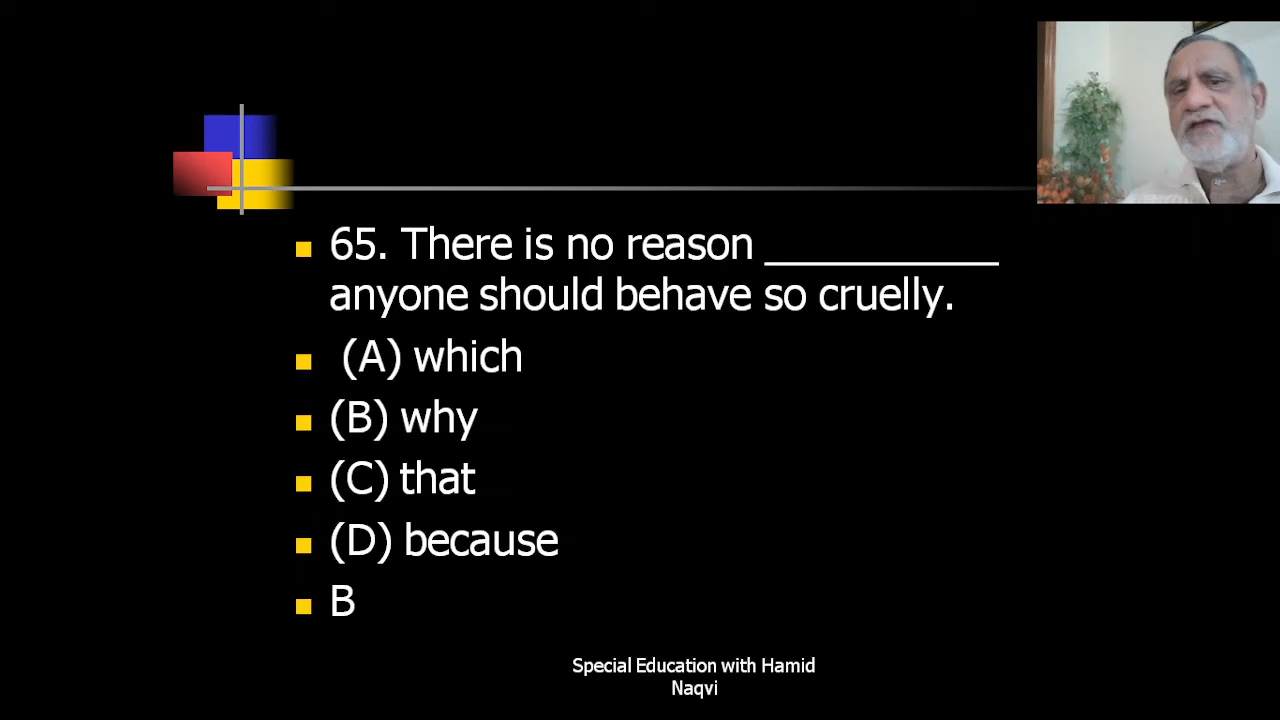 65. There is no reason __________
anyone should behave so cruelly.
(A) which
(B) why
(C) that
(D) because
B
Special Education with Hamid
Naqvi